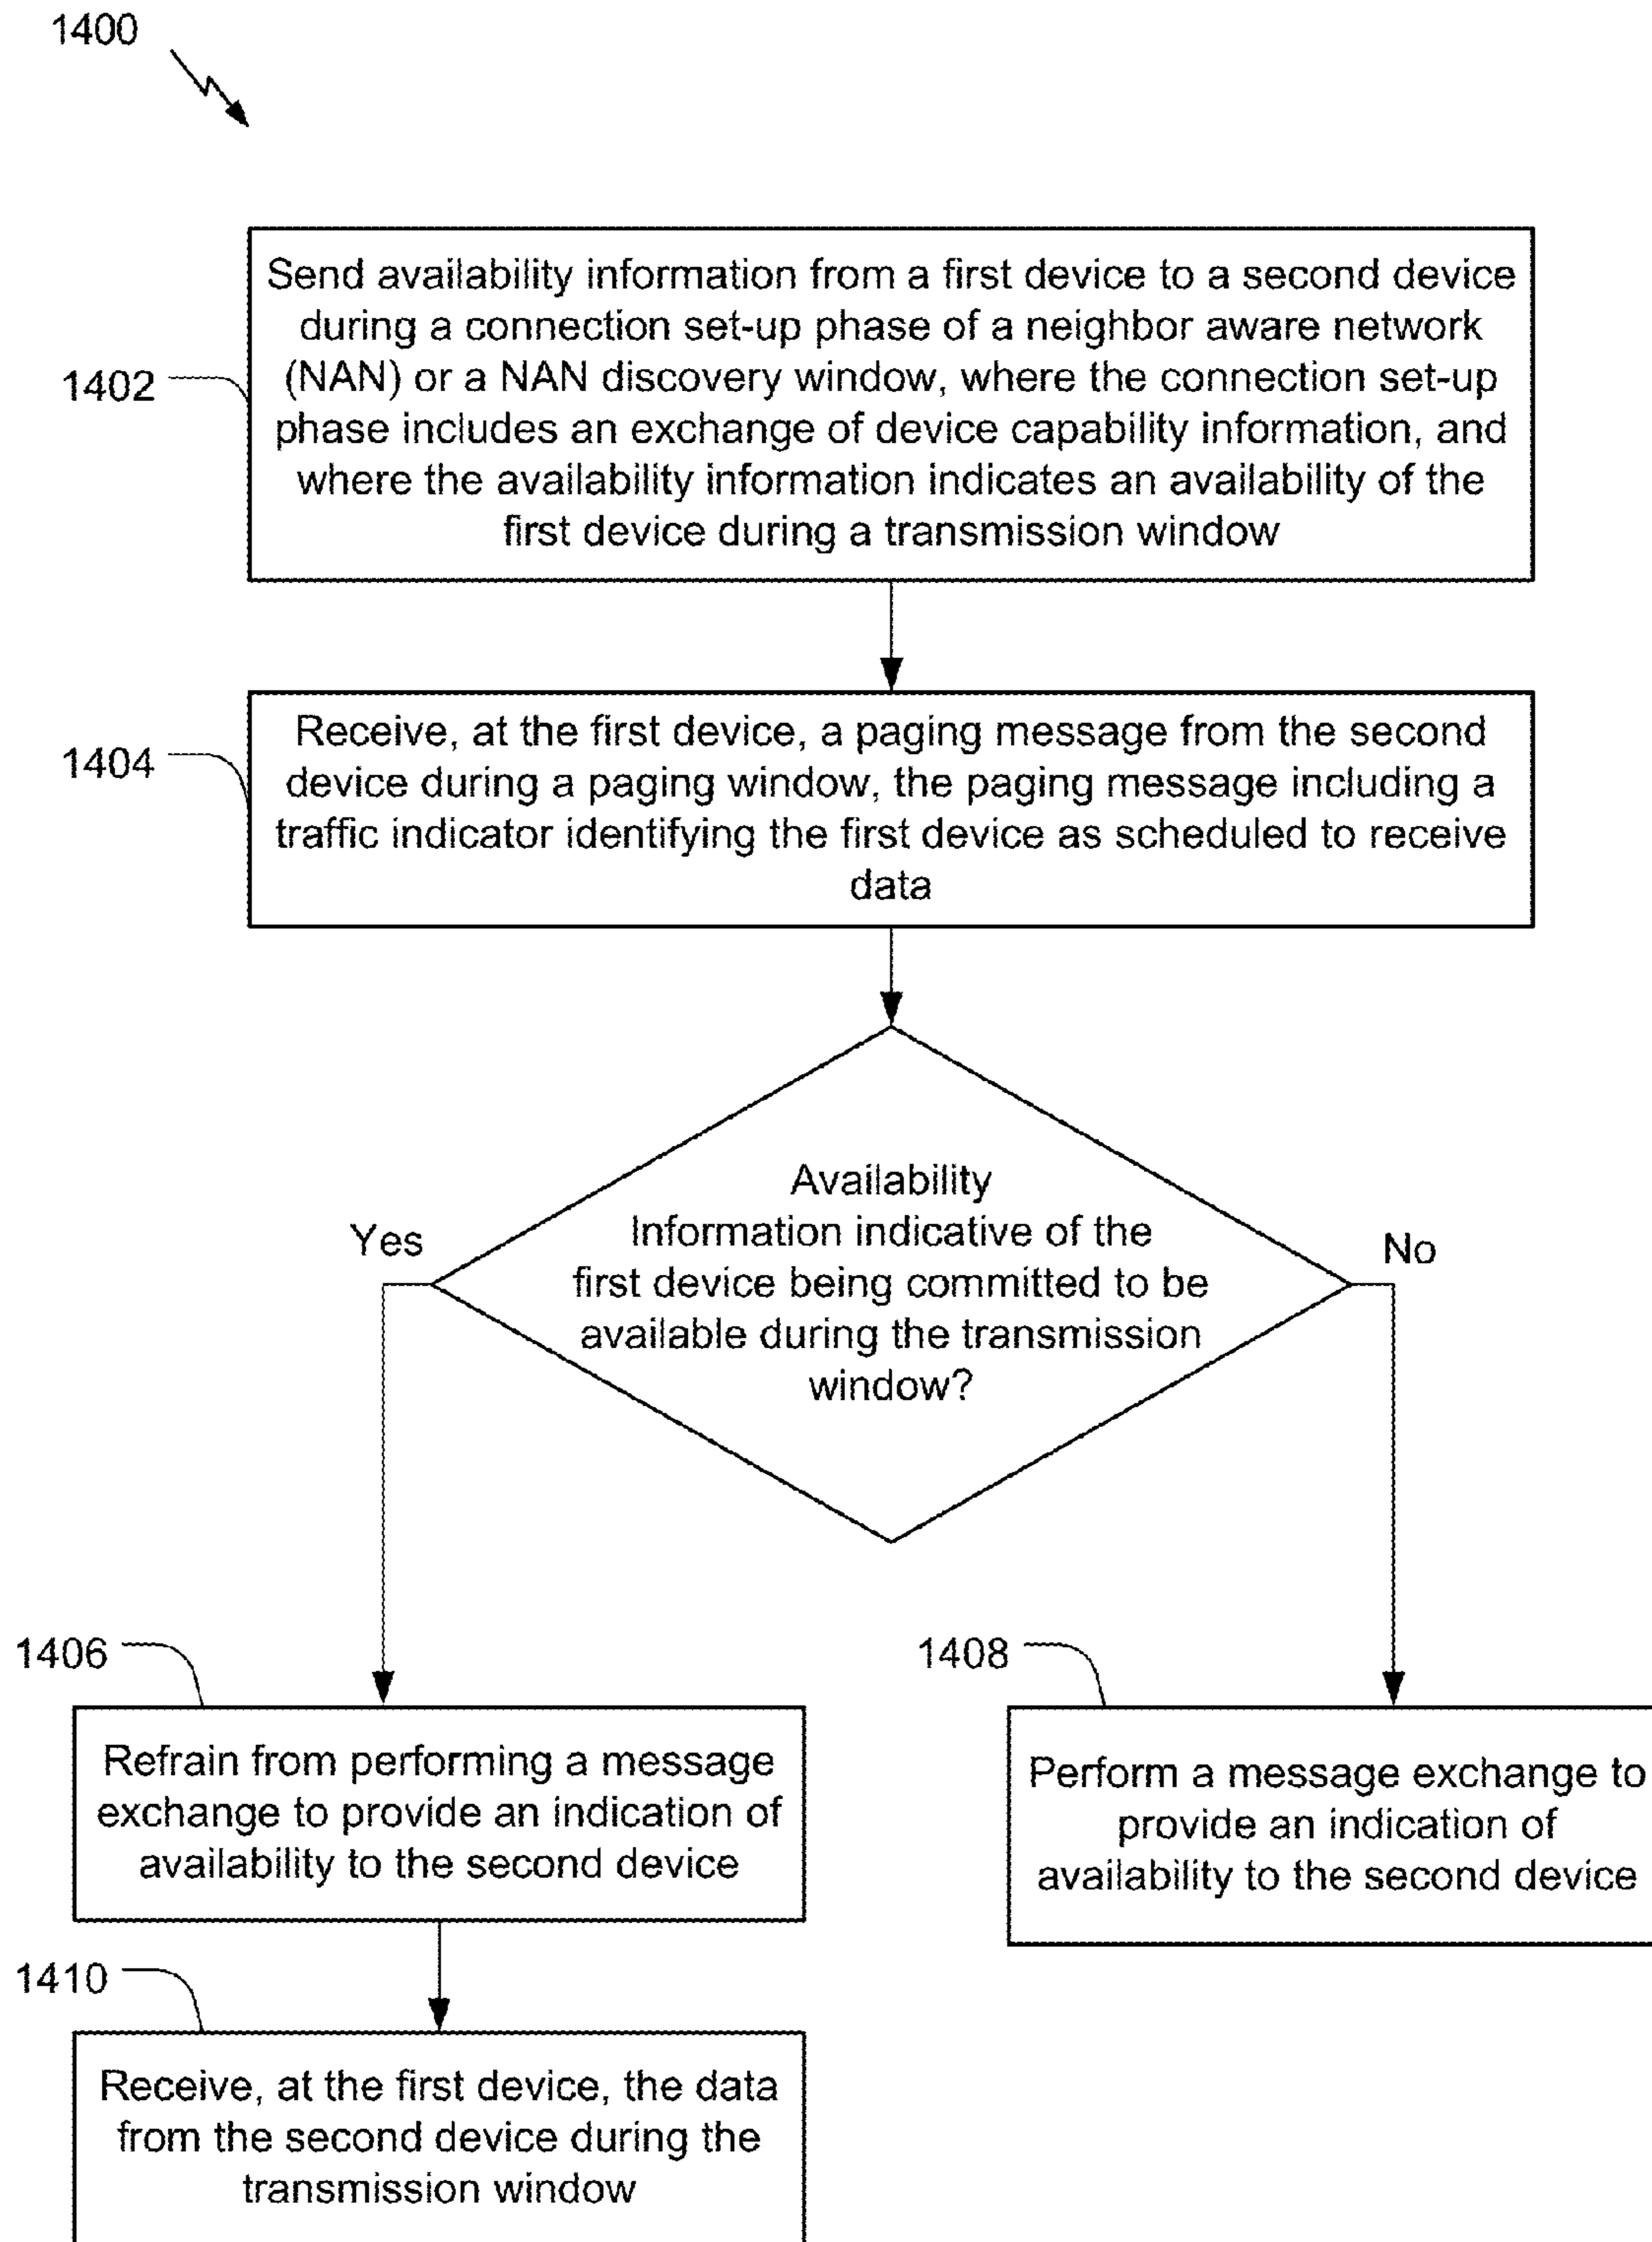 1400
1402
Send availability information from a first device to a second device
during a connection set-up phase of a neighbor aware network
(NAN) or a NAN discovery window, where the connection set-up
phase includes an exchange of device capability information, and
where the availability information indicates an availability of the
first device during a transmission window
1404
Receive, at the first device, a paging message from the second
device during a paging window, the paging message including a
traffic indicator identifying the first device as scheduled to receive
data
Availability
Information indicative of the
first device being committed to be
available during the transmission
window?
Yes
No
1406
Refrain from performing a message
exchange to provide an indication of
availability to the second device
1408
Perform a message exchange to
provide an indication of
availability to the second device
1410
Receive, at the first device, the data
from the second device during the
transmission window